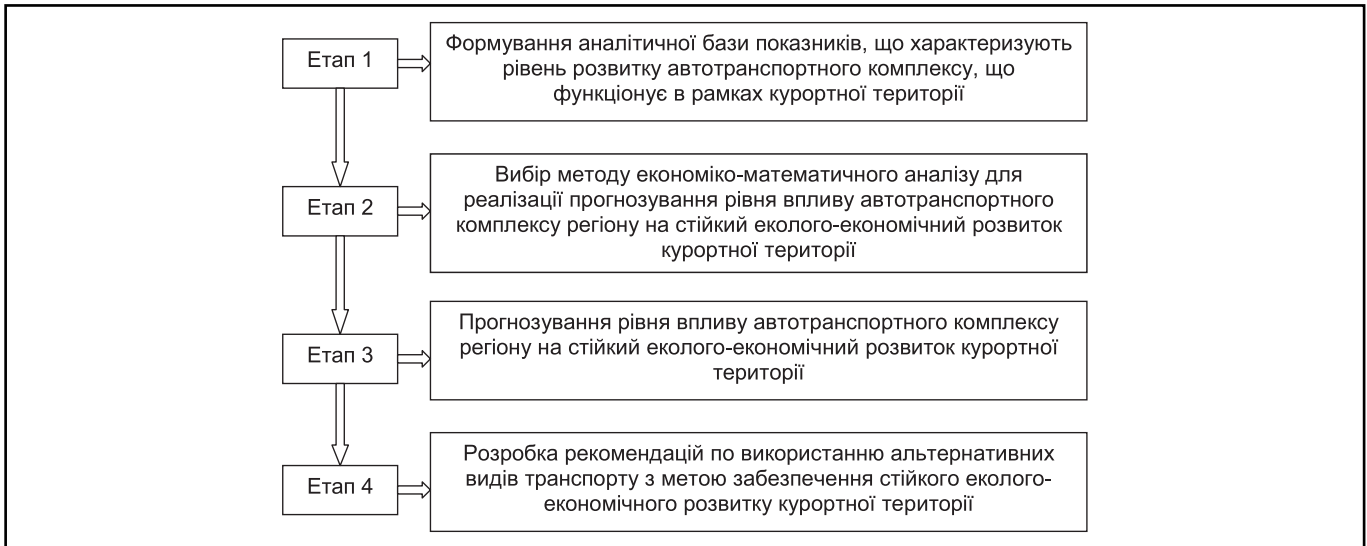 Етап 1
Формування аналітичної бази показників, що характеризують
рівень розвитку автотранспортного комплексу, що
функціонує в рамках курортної території
Етап 2
Вибір методу економіко-математичного аналізу для
реалізації прогнозування рівня впливу автотранспортного
комплексу регіону на стійкий еколого-економічний розвиток
курортної території
Етап 3
Прогнозування рівня впливу автотранспортного комплексу
регіону на стійкий еколого-економічний розвиток курортної
території
Етап 4
Розробка рекомендацій по використанню альтернативних
видів транспорту з метою забезпечення стійкого еколого-
економічного розвитку курортної території